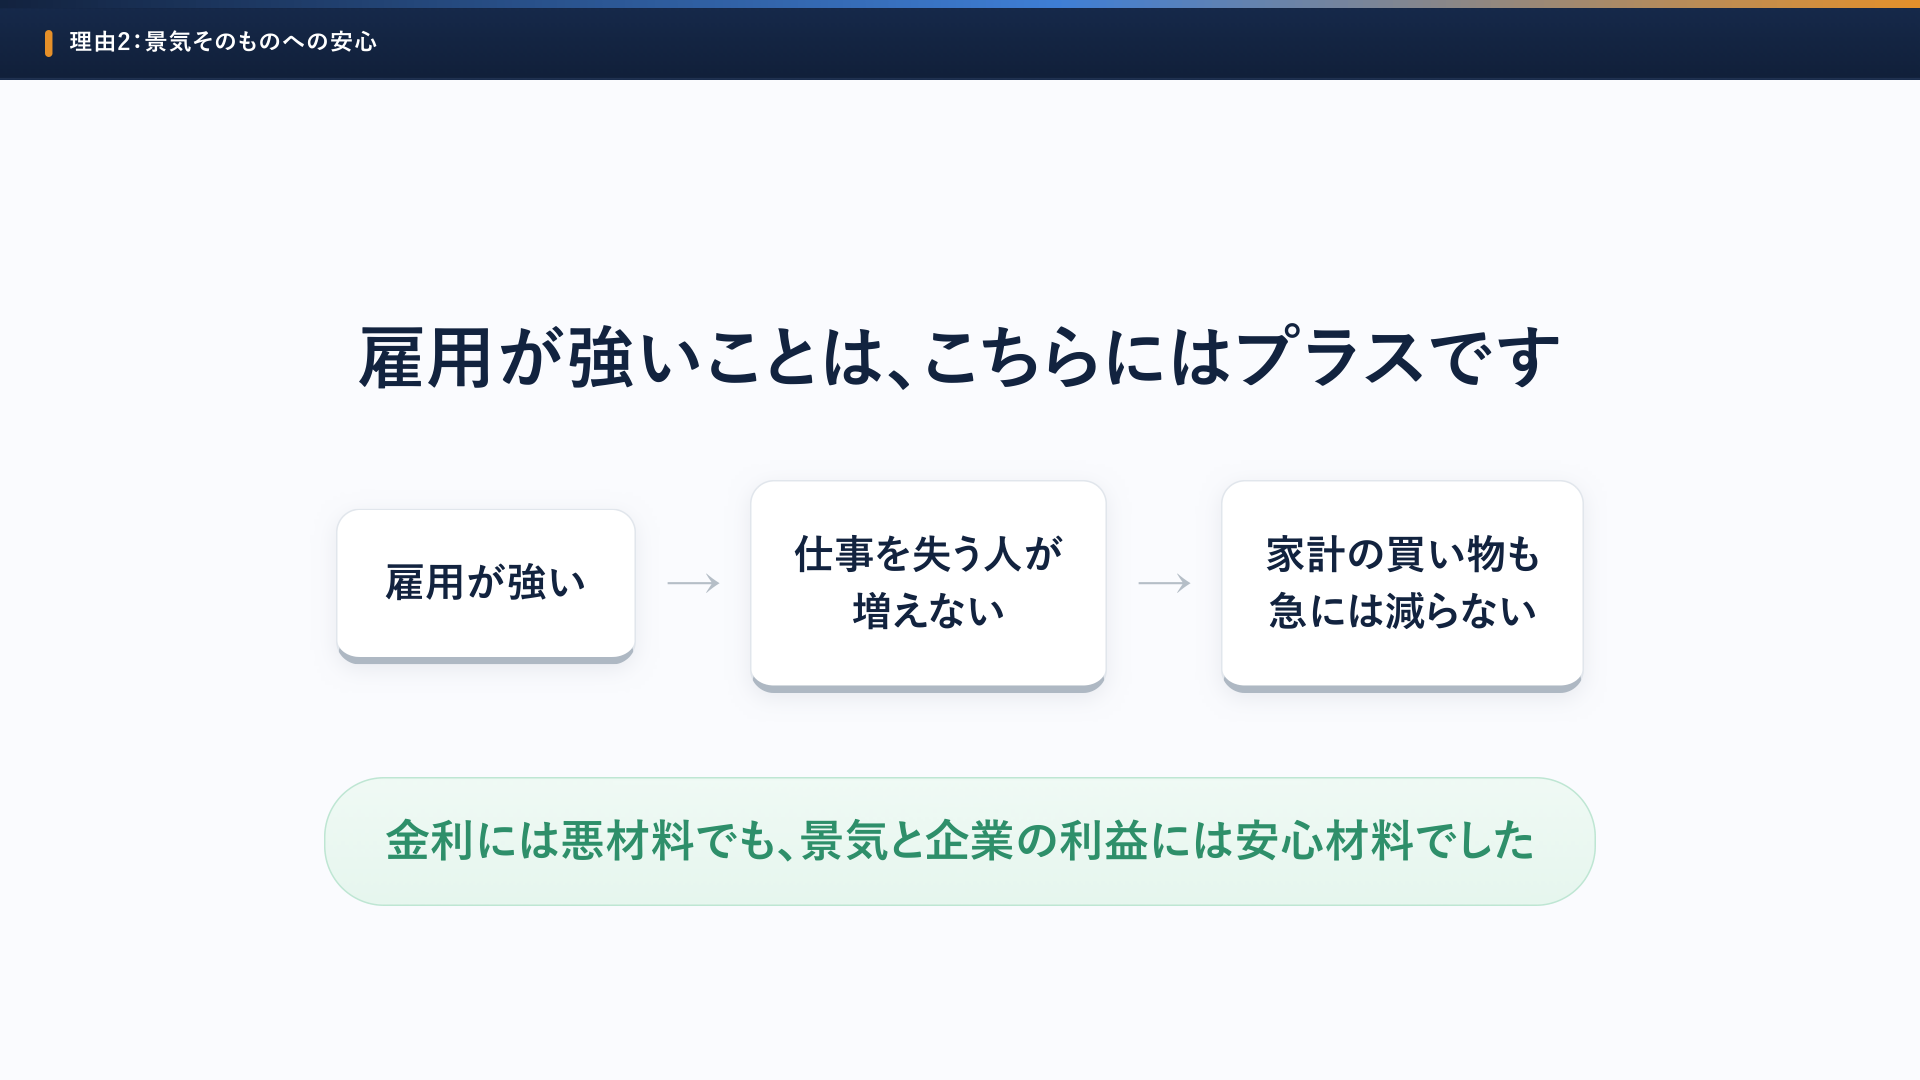 理由2：景気そのものへの安心
雇用が強いことは、こちらにはプラスです
雇用が強い
→
仕事を失う人が
増えない
→
家計の買い物も
急には減らない
金利には悪材料でも、景気と企業の利益には安心材料でした